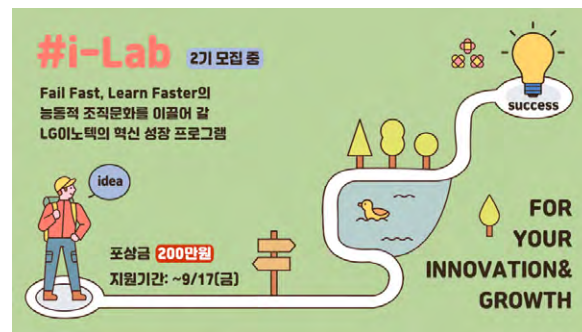 #i-Lab 2기 모집 중
Fail Fast, Learn Faster의
능동적 조직문화를 이끌어 갈
LG이노텍의 혁신 성장 프로그램
idea
success
포상금 200만원
지원기간: ~9/17(금)
FOR
YOUR
INNOVATION&
GROWTH